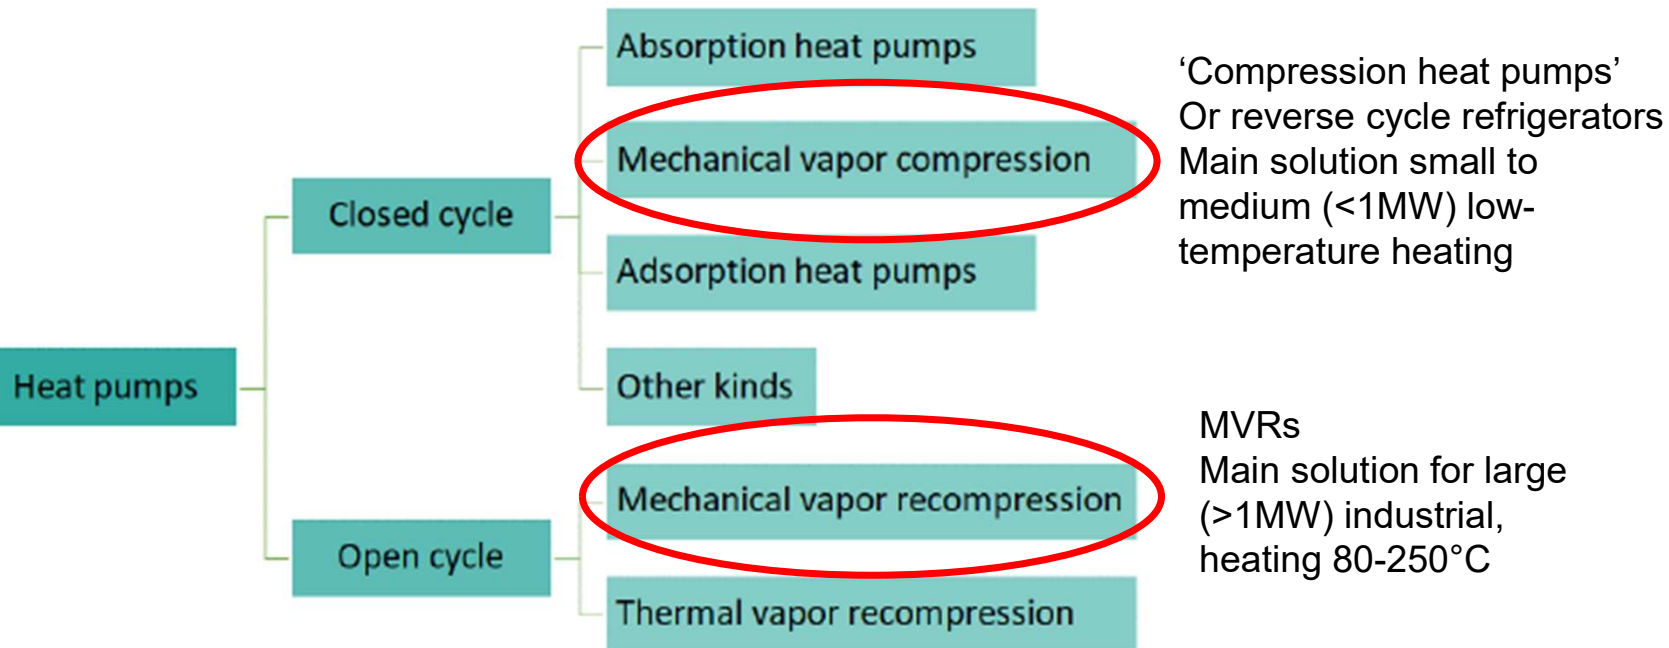 Heat pumps
Closed cycle
Absorption heat pumps
Mechanical vapor compression
Adsorption heat pumps
Other kinds
Open cycle
Mechanical vapor recompression
Thermal vapor recompression
‘Compression heat pumps’
Or reverse cycle refrigerators
Main solution small to
medium (<1MW) low-
temperature heating
MVRs
Main solution for large
(>1MW) industrial,
heating 80-250°C